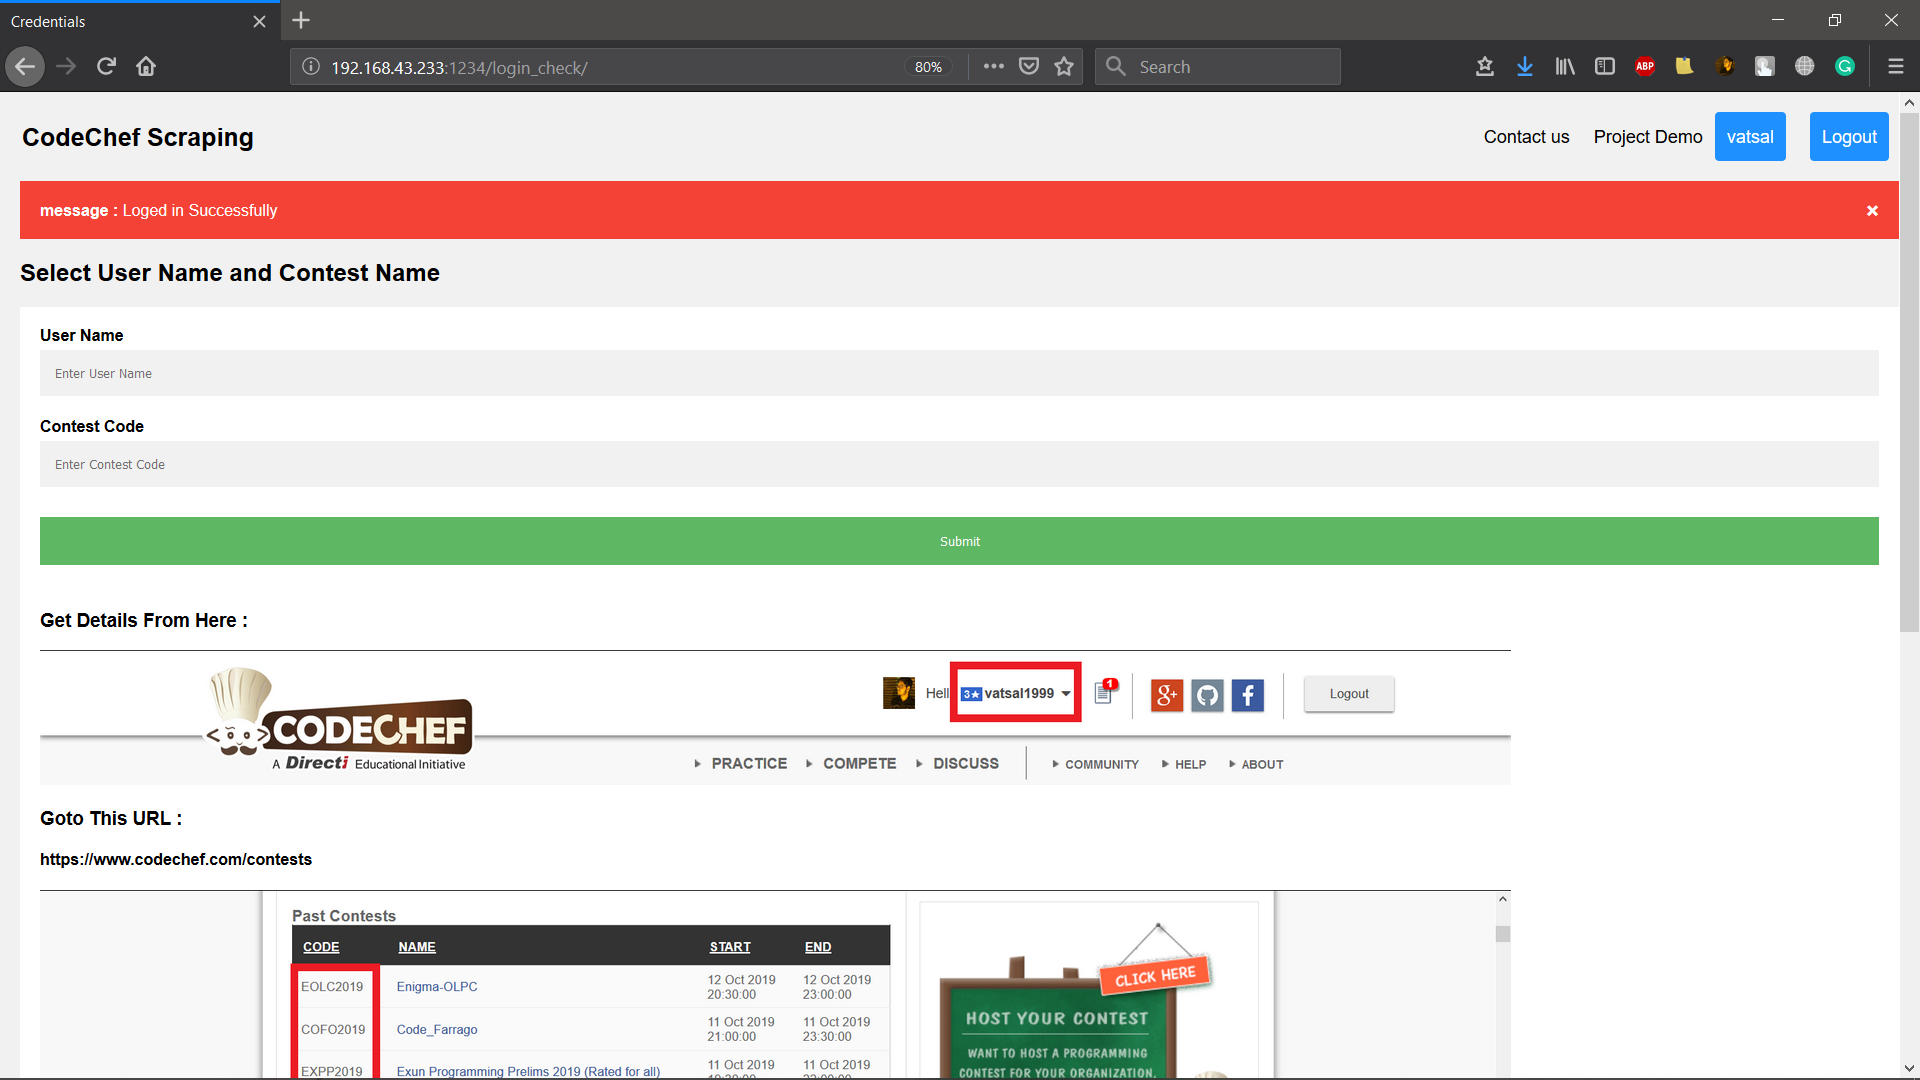 Credentials
192.168.43.233:1234/login_check/
80%
Search
ABP
CodeChef Scraping
Contact us
Project Demo
vatsal
Logout
message : Loged in Successfully
Select User Name and Contest Name
User Name
Enter User Name
Contest Code
Enter Contest Code
Submit
Get Details From Here :
CODECHEF
A Directi Educational Initiative
Hell
3★ vatsal1999
1
g+
f
Logout
PRACTICE
COMPETE
DISCUSS
COMMUNITY
HELP
ABOUT
Goto This URL :
https://www.codechef.com/contests
Past Contests
CODE NAME START END
EOLC2019 Enigma-OLPC 12 Oct 2019 20:30:00 12 Oct 2019 23:00:00
COFO2019 Code_Farrago 11 Oct 2019 21:00:00 11 Oct 2019 23:30:00
EXPP2019 Exun Programming Prelims 2019 (Rated for all) 11 Oct 2019 11 Oct 2019
CLICK HERE
HOST YOUR CONTEST
WANT TO HOST A PROGRAMMING
CONTEST FOR YOUR ORGANIZATION,